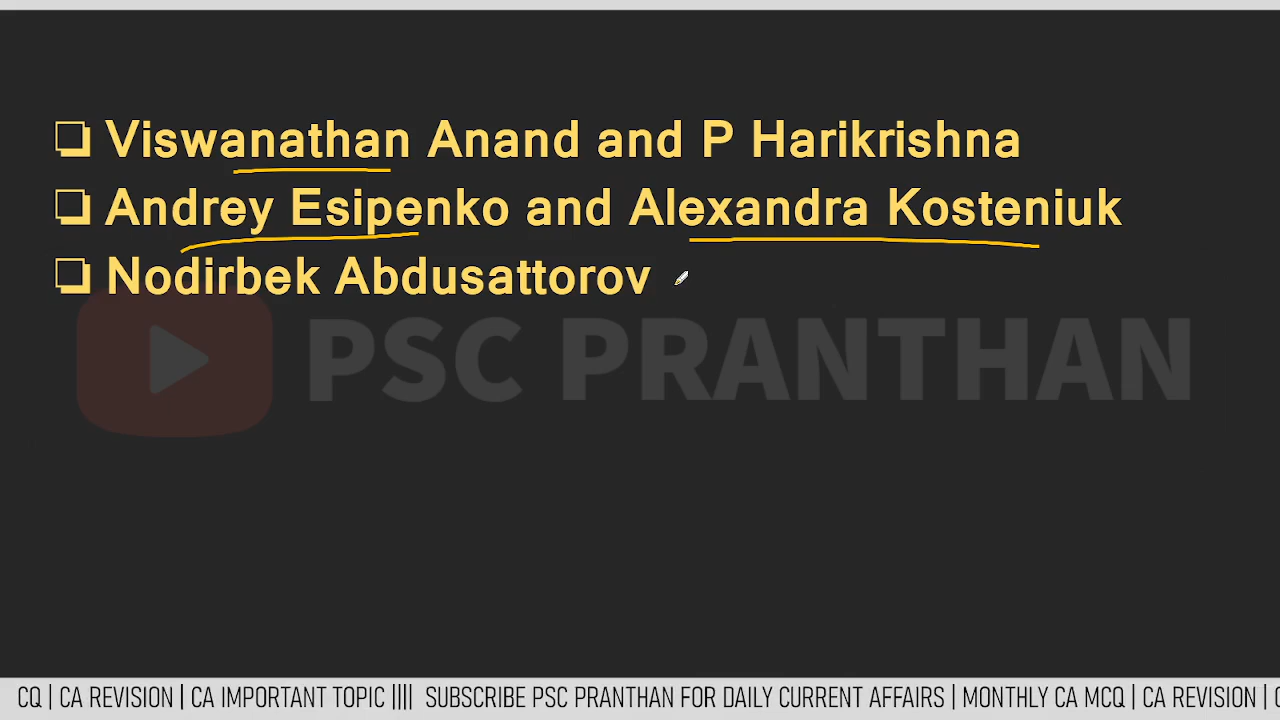 ❑ Viswanathan Anand and P Harikrishna
❑ Andrey Esipenko and Alexandra Kosteniuk
❑ Nodirbek Abdusattorov
PSC PRANTHAN
CQ | CA REVISION | CA IMPORTANT TOPIC |||| SUBSCRIBE PSC PRANTHAN FOR DAILY CURRENT AFFAIRS | MONTHLY CA MCQ | CA REVISION |